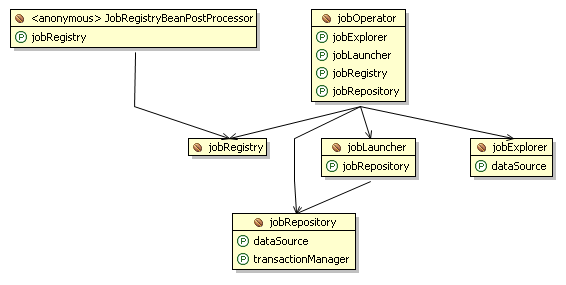 <anonymous> JobRegistryBeanPostProcessor
P jobRegistry
jobOperator
P jobExplorer
P jobLauncher
P jobRegistry
P jobRepository
jobRegistry
jobLauncher
P jobRepository
jobExplorer
P dataSource
jobRepository
P dataSource
P transactionManager